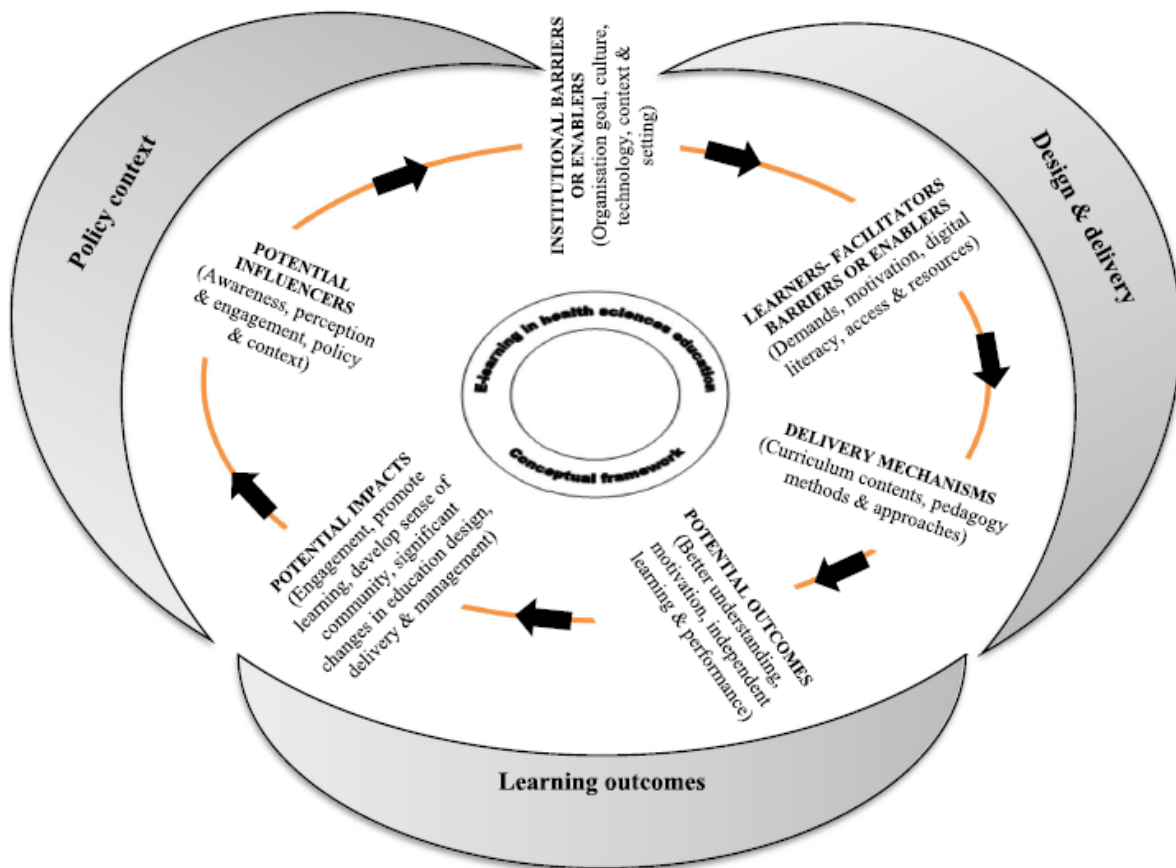 Policy context
Design & delivery
Learning outcomes
INSTITUTIONAL BARRIERS
OR ENABLERS
(Organisation goal, culture,
technology, context &
setting)
LEARNERS- FACILITATORS
BARRIERS OR ENABLERS
(Demands, motivation, digital
literacy, access & resources)
DELIVERY MECHANISMS
(Curriculum contents, pedagogy
methods & approaches)
POTENTIAL OUTCOMES
(Better understanding,
motivation, independent
learning & performance)
POTENTIAL IMPACTS
(Engagement, promote
learning, develop sense of
community, significant
changes in education design,
delivery & management)
POTENTIAL
INFLUENCERS
(Awareness, perception
& engagement, policy
& context)
E-learning in health sciences education
Conceptual framework